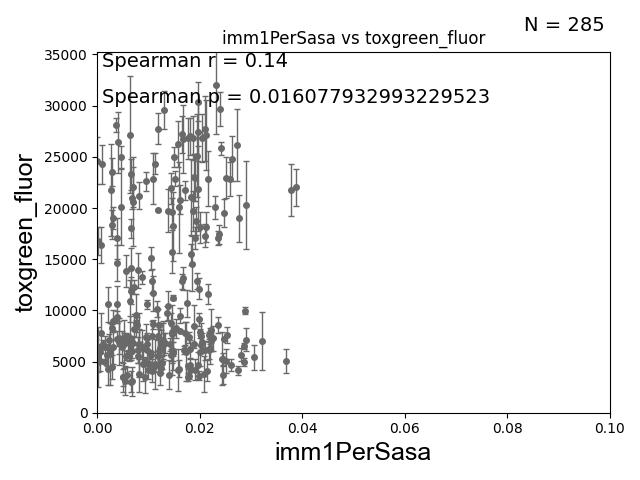 N = 285
imm1PerSasa vs toxgreen_fluor
Spearman r = 0.14
Spearman p = 0.016077932993229523
35000
30000
25000
20000
15000
10000
5000
0
toxgreen_fluor
0.00 0.02 0.04 0.06 0.08 0.10
imm1PerSasa